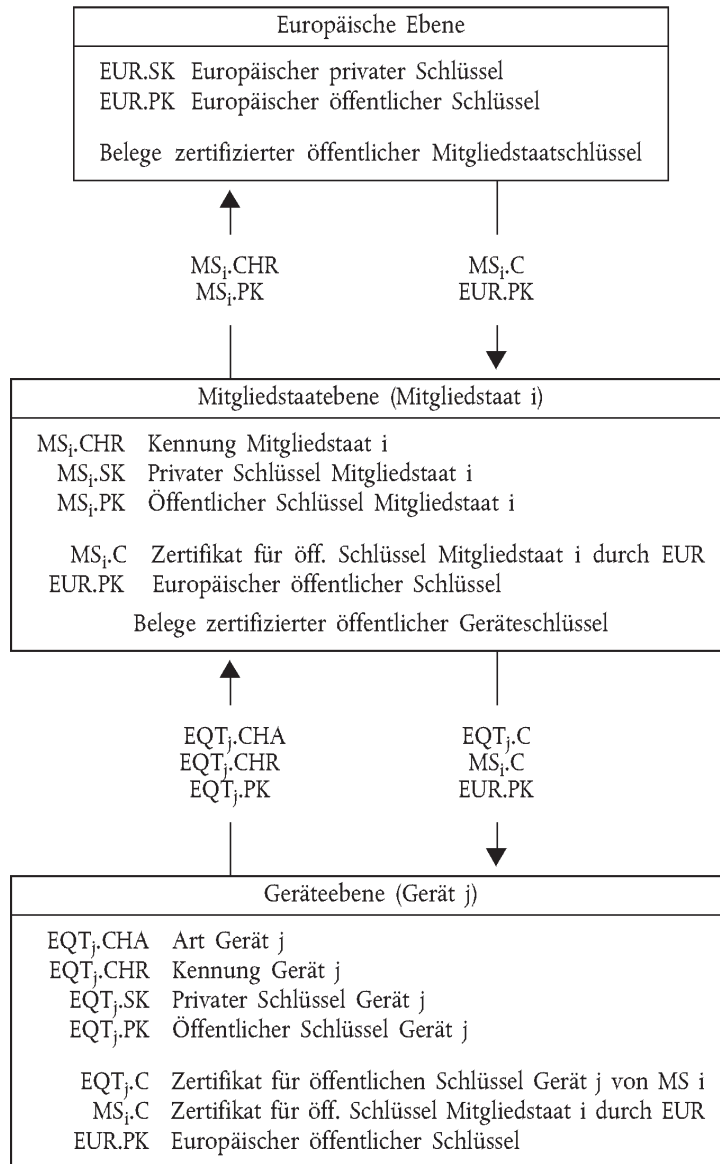 Europäische Ebene
EUR.SK Europäischer privater Schlüssel
EUR.PK Europäischer öffentlicher Schlüssel
Belege zertifizierter öffentlicher Mitgliedstaatschlüssel
MSi.CHR
MSi.PK
MSi.C
EUR.PK
Mitgliedstaatebene (Mitgliedstaat i)
MSi.CHR Kennung Mitgliedstaat i
MSi.SK Privater Schlüssel Mitgliedstaat i
MSi.PK Öffentlicher Schlüssel Mitgliedstaat i
MSi.C Zertifikat für öff. Schlüssel Mitgliedstaat i durch EUR
EUR.PK Europäischer öffentlicher Schlüssel
Belege zertifizierter öffentlicher Geräteschlüssel
EQTj.CHA
EQTj.CHR
EQTj.PK
EQTj.C
MSi.C
EUR.PK
Geräteebene (Gerät j)
EQTj.CHA Art Gerät j
EQTj.CHR Kennung Gerät j
EQTj.SK Privater Schlüssel Gerät j
EQTj.PK Öffentlicher Schlüssel Gerät j
EQTj.C Zertifikat für öffentlichen Schlüssel Gerät j von MS i
MSi.C Zertifikat für öff. Schlüssel Mitgliedstaat i durch EUR
EUR.PK Europäischer öffentlicher Schlüssel